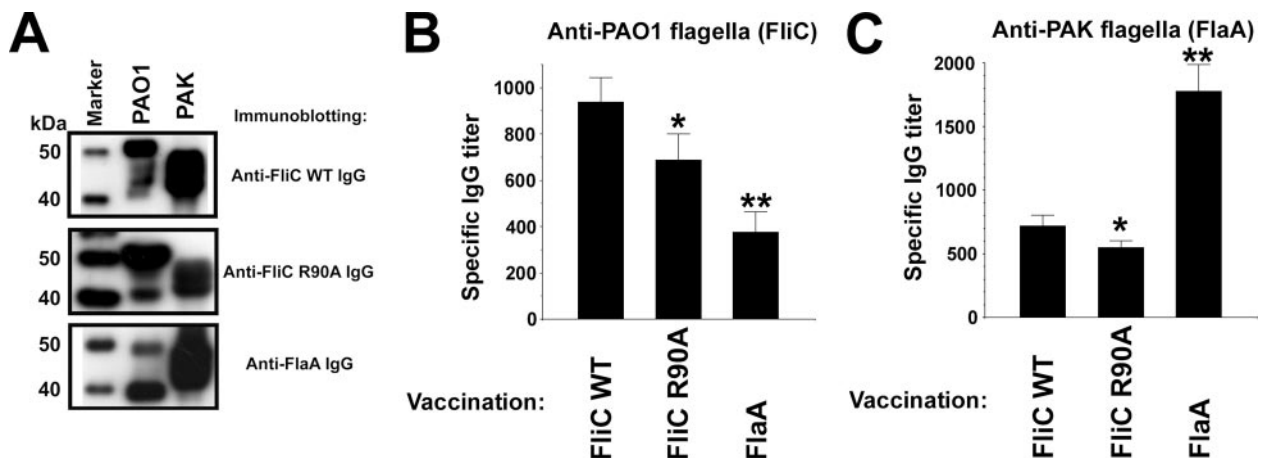 A
Marker
PAO1
PAK
kDa
Immunoblotting:
50
40
Anti-FliC WT IgG
50
40
Anti-FliC R90A IgG
50
40
Anti-FlaA IgG
B
Anti-PAO1 flagella (FliC)
Specific IgG titer
1000
800
600
400
200
0
*
**
Vaccination:
FliC WT
FliC R90A
FlaA
C
Anti-PAK flagella (FlaA)
Specific IgG titer
2000
1500
1000
500
0
*
**
Vaccination:
FliC WT
FliC R90A
FlaA